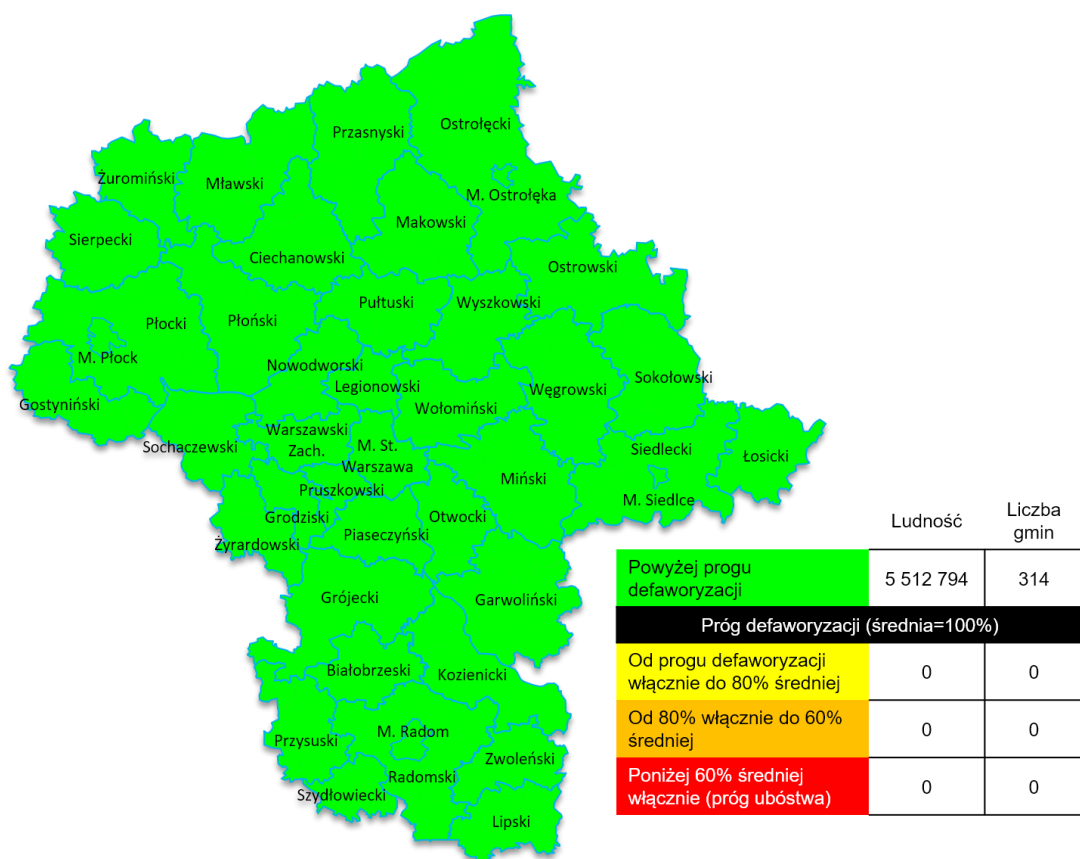 Ostrołęcki
Przasnyski
Żuromiński
Mławski
M. Ostrołęka
Makowski
Sierpecki
Ciechanowski
Ostrowski
Pułtuski
Wyszkowski
Płocki
Płoński
M. Płock
Nowodworski
Legionowski
Węgrowski
Sokołowski
Gostyniński
Wołomiński
Sochaczewski
Warszawski
Zach.
M. St.
Warszawa
Siedlecki
Łosicki
Miński
Pruszkowski
M. Siedlce
Grodziski
Otwocki
Piaseczyński
Żyrardowski
Grójecki
Garwoliński
Białobrzeski
Kozienicki
M. Radom
Przysuski
Zwoleński
Radomski
Szydłowiecki
Lipski
Ludność
Liczba
gmin
Powyżej progu
defaworyzacji
5 512 794
314
Próg defaworyzacji (średnia=100%)
Od progu defaworyzacji
włącznie do 80% średniej
0
0
Od 80% włącznie do 60%
średniej
0
0
Poniżej 60% średniej
włącznie (próg ubóstwa)
0
0